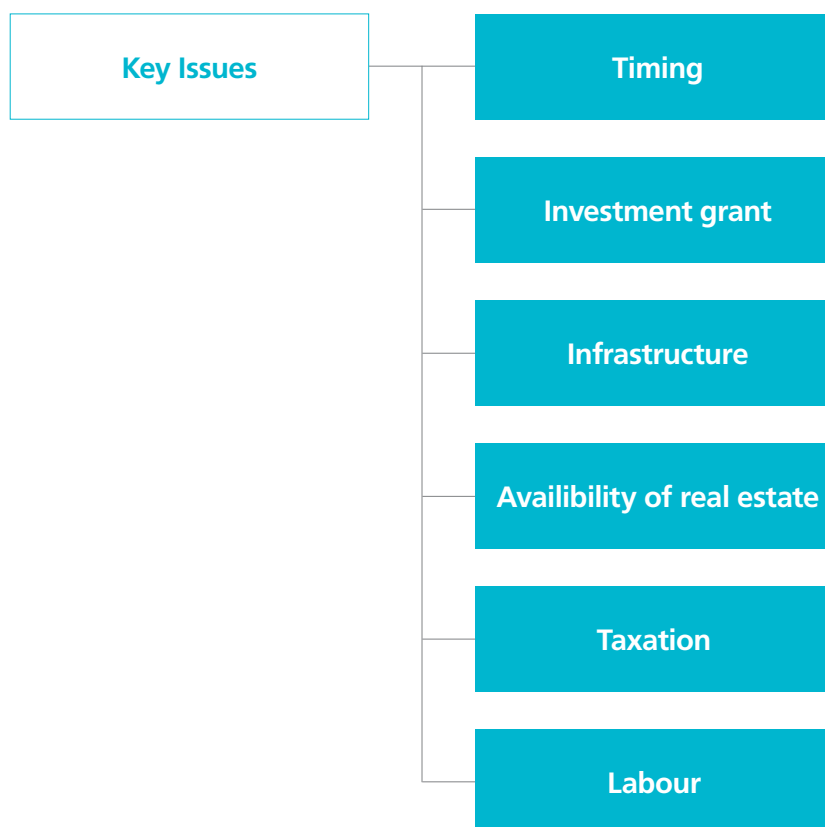 Key Issues
Timing
Investment grant
Infrastructure
Availibility of real estate
Taxation
Labour